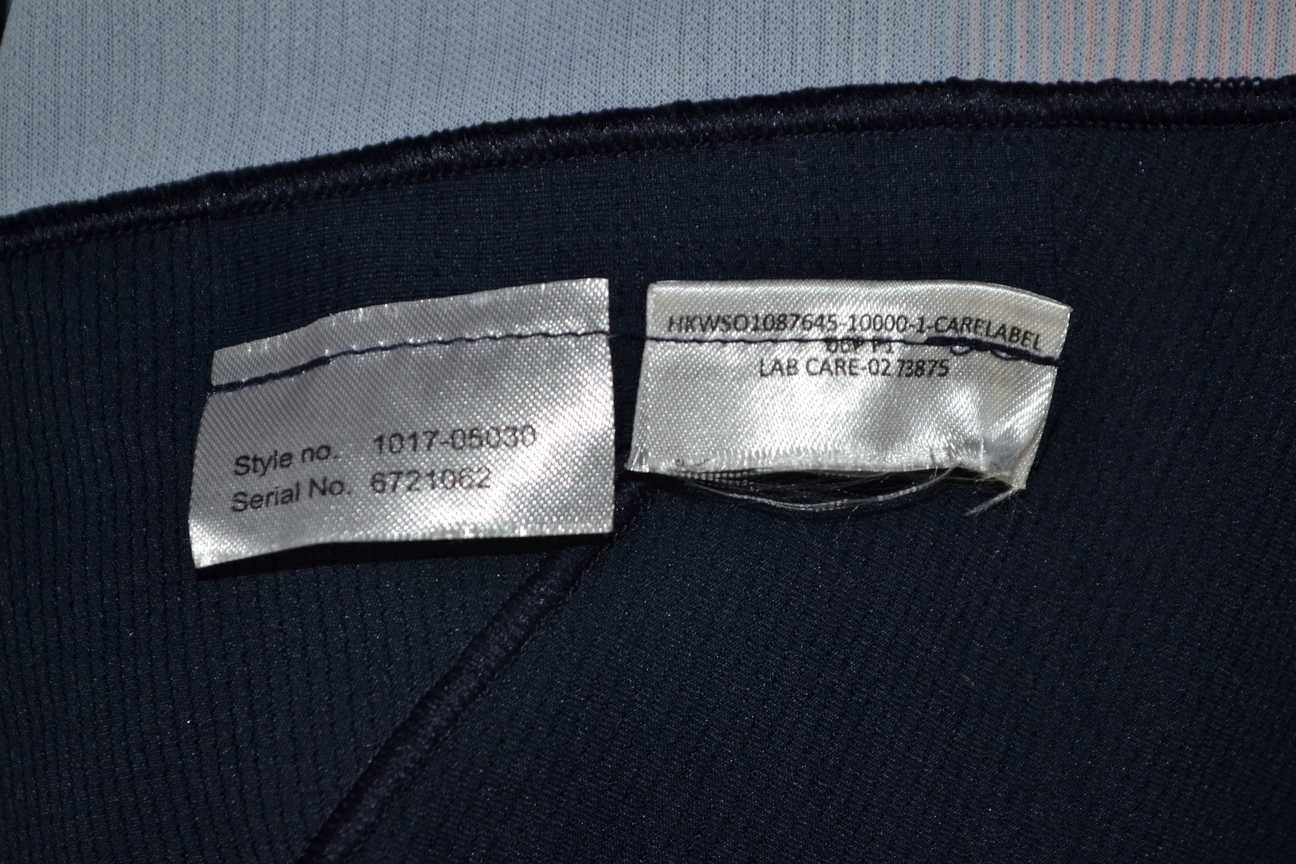 Style no. 1017-05030
Serial No. 6721062
HKWSO1087645-10000-1-CARELABEL
LAB CARE-02 73875